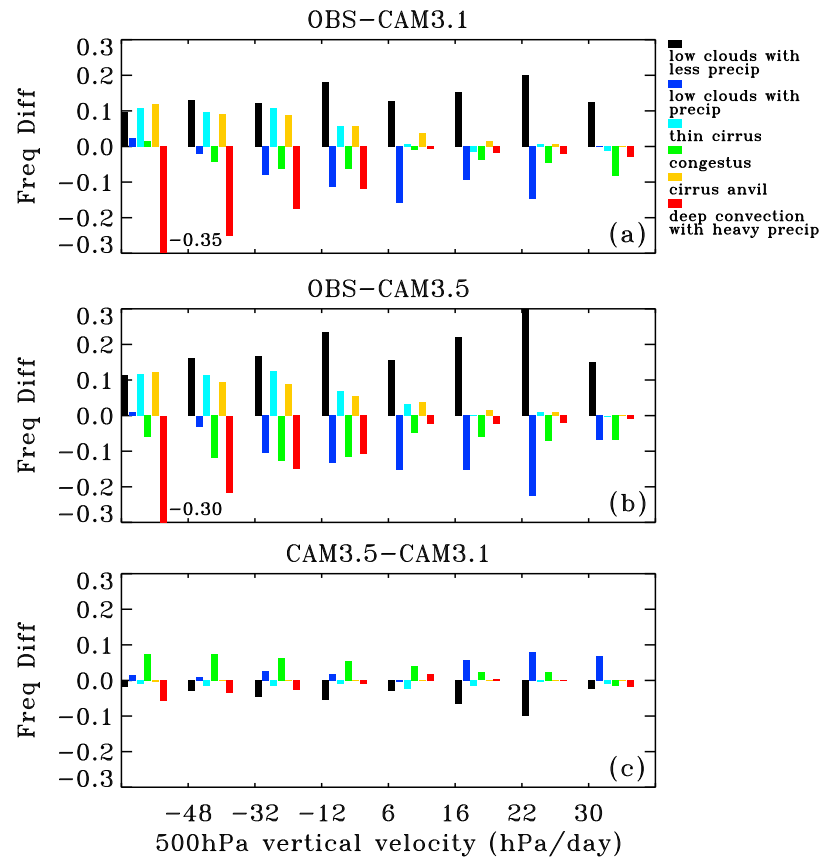 OBS−CAM3.1
0.3
0.2
0.1
0.0
−0.1
−0.2
−0.3
Freq Diff
−0.35
(a)
low clouds with
less precip
low clouds with
precip
thin cirrus
congestus
cirrus anvil
deep convection
with heavy precip
OBS−CAM3.5
0.3
0.2
0.1
0.0
−0.1
−0.2
−0.3
Freq Diff
−0.30
(b)
CAM3.5−CAM3.1
0.3
0.2
0.1
0.0
−0.1
−0.2
−0.3
Freq Diff
(c)
−48 −32 −12 6 16 22 30
500hPa vertical velocity (hPa/day)